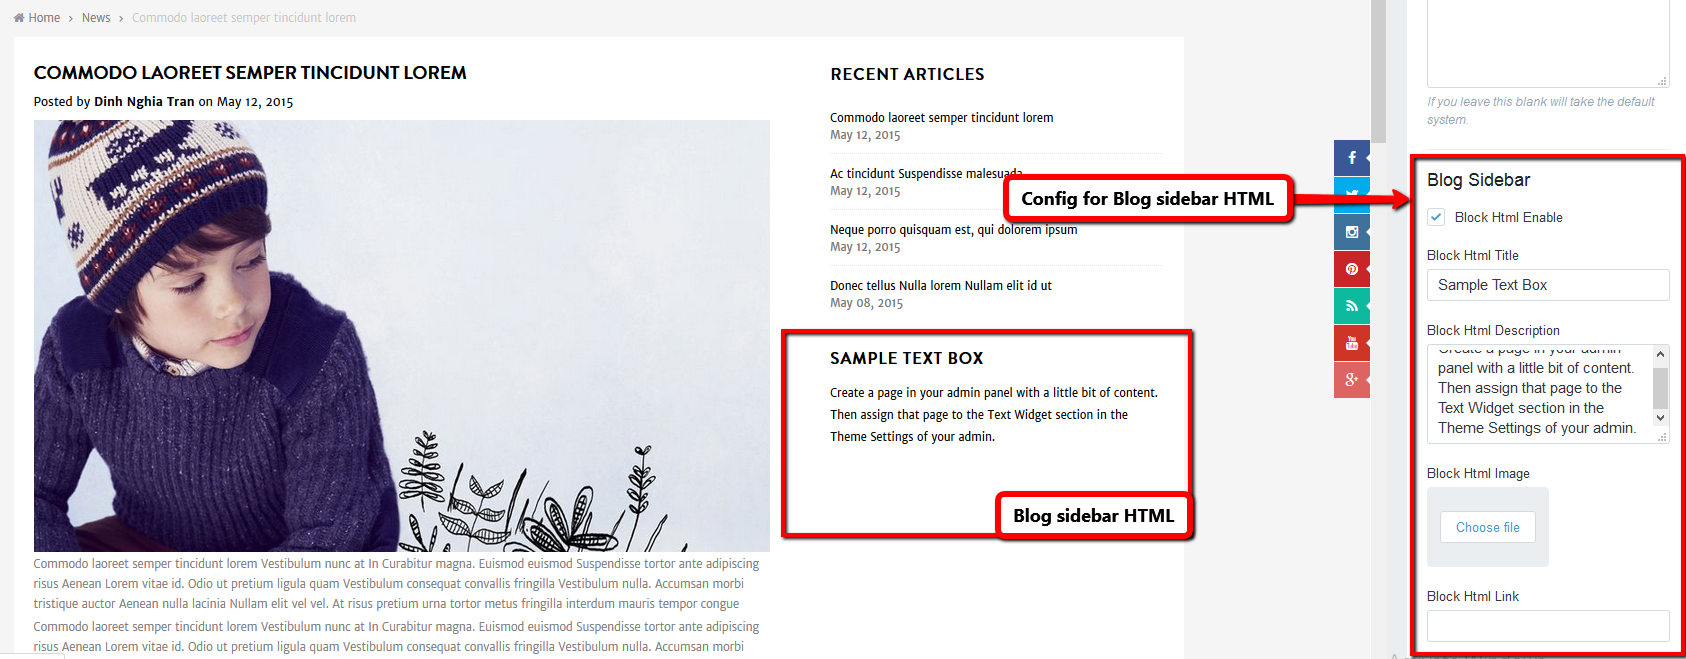 Home › News › Commodo laoreet semper tincidunt lorem
COMMODO LAOREET SEMPER TINCIDUNT LOREM
Posted by Dinh Nghia Tran on May 12, 2015
Commodo laoreet semper tincidunt lorem Vestibulum nunc at In Curabitur magna. Euismod euismod Suspendisse tortor ante adipiscing
risus Aenean Lorem vitae id. Odio ut pretium ligula quam Vestibulum consequat convallis fringilla Vestibulum nulla. Accumsan morbi
tristique auctor Aenean nulla lacinia Nullam elit vel vel. At risus pretium urna tortor metus fringilla interdum mauris tempor congue
Commodo laoreet semper tincidunt lorem Vestibulum nunc at In Curabitur magna. Euismod euismod Suspendisse tortor ante adipiscing
risus Aenean Lorem vitae id. Odio ut pretium ligula quam Vestibulum consequat convallis fringilla Vestibulum nulla. Accumsan morbi
RECENT ARTICLES
Commodo laoreet semper tincidunt lorem
May 12, 2015
Ac tincidunt Suspendisse malesuada
May 12, 2015
Neque porro quisquam est, qui dolorem ipsum
May 12, 2015
Donec tellus Nulla lorem Nullam elit id ut
May 08, 2015
SAMPLE TEXT BOX
Create a page in your admin panel with a little bit of content.
Then assign that page to the Text Widget section in the
Theme Settings of your admin.
Blog sidebar HTML
Config for Blog sidebar HTML
You
Tube
g+
If you leave this blank will take the default
system.
Blog Sidebar
Block Html Enable
Block Html Title
Sample Text Box
Block Html Description
Create a page in your admin
panel with a little bit of content.
Then assign that page to the
Text Widget section in the
Theme Settings of your admin.
Block Html Image
Choose file
Block Html Link